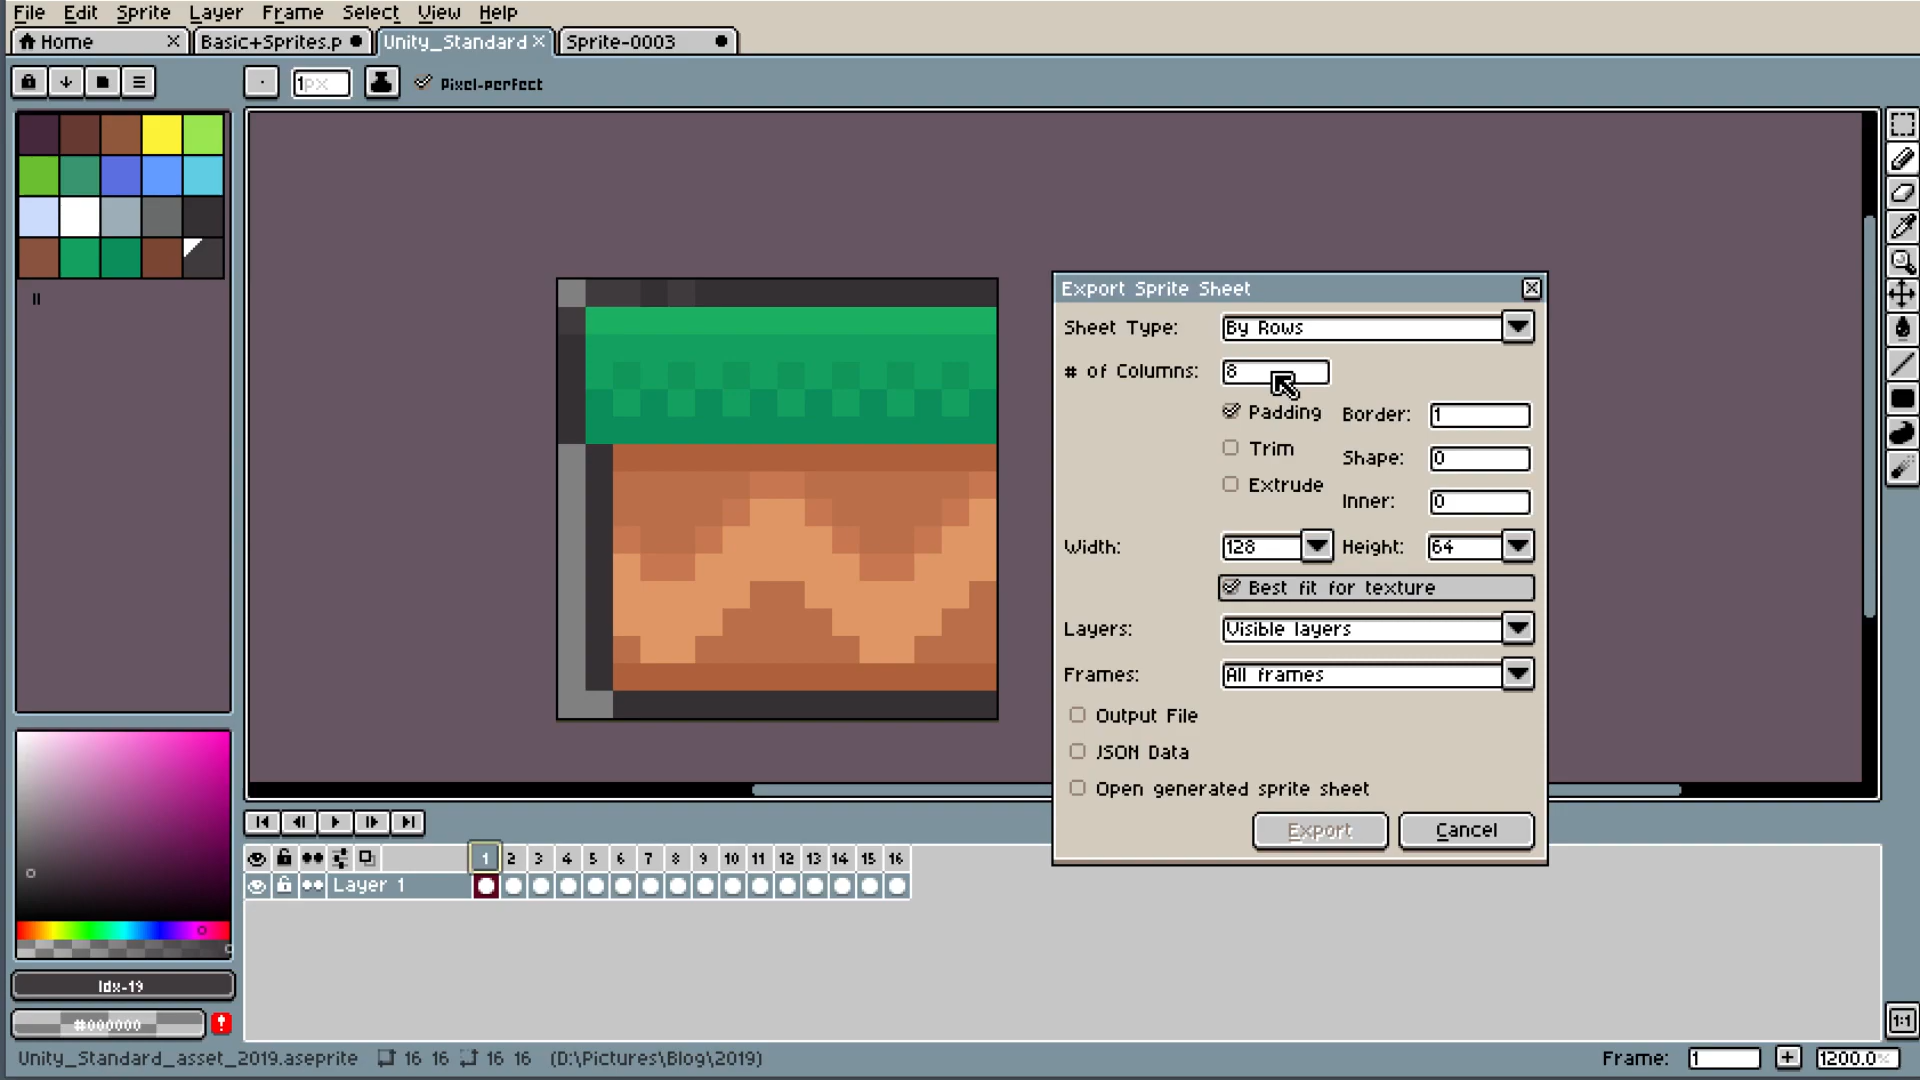 File Edit Sprite Layer Frame Select View Help
Home Basic+Sprites.p Unity_Standard Sprite-0003
1px Pixel-perfect
Export Sprite Sheet
Sheet Type: By Rows
# of Columns: 8
Padding Border: 1
Trim Shape: 0
Extrude Inner: 0
Width: 128 Height: 64
Best fit for texture
Layers: Visible layers
Frames: All frames
Output File
JSON Data
Open generated sprite sheet
Export Cancel
1 2 3 4 5 6 7 8 9 10 11 12 13 14 15 16
Layer 1
Idx-19
#000000
1:1
Unity_Standard_asset_2019.aseprite 16 16 16 16 (D:\Pictures\Blog\2019) Frame: 1 + 1200.0%